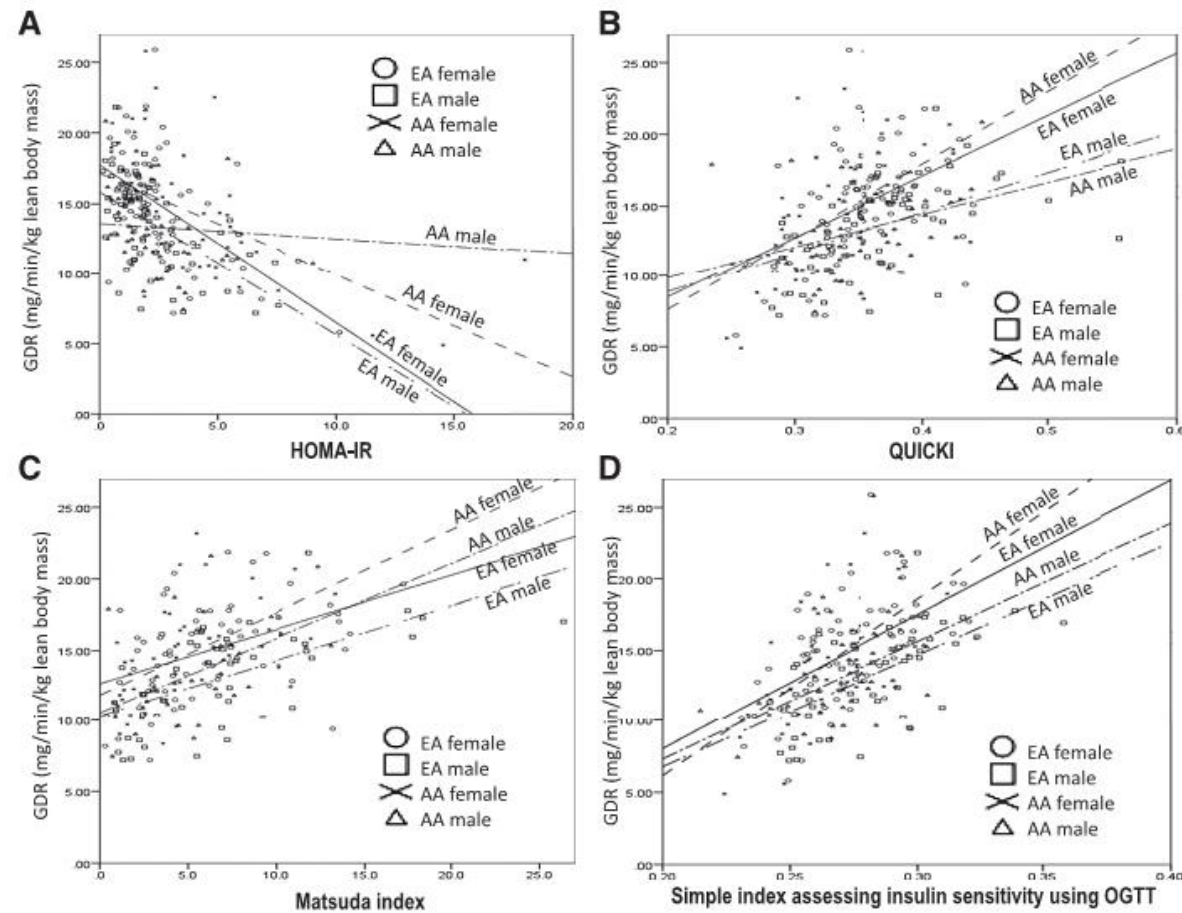 A
25.00
20.00
15.00
10.00
5.00
.00
GDR (mg/min/kg lean body mass)
EA female
EA male
AA female
AA male
AA male
AA female
EA female
EA male
.0
5.0
10.0
15.0
20.0
HOMA-IR
B
25.00
20.00
15.00
10.00
5.00
.00
GDR (mg/min/kg lean body mass)
AA female
EA female
EA male
AA male
EA female
EA male
AA female
AA male
0.2
0.3
0.4
0.5
0.6
QUICKI
C
25.00
20.00
15.00
10.00
5.00
.00
GDR (mg/min/kg lean body mass)
AA female
AA male
EA female
EA male
EA female
EA male
AA female
AA male
.0
5.0
10.0
15.0
20.0
25.0
Matsuda index
D
25.00
20.00
15.00
10.00
5.00
.00
GDR (mg/min/kg lean body mass)
AA female
EA female
AA male
EA male
EA female
EA male
AA female
AA male
0.20
0.25
0.30
0.35
0.40
Simple index assessing insulin sensitivity using OGTT